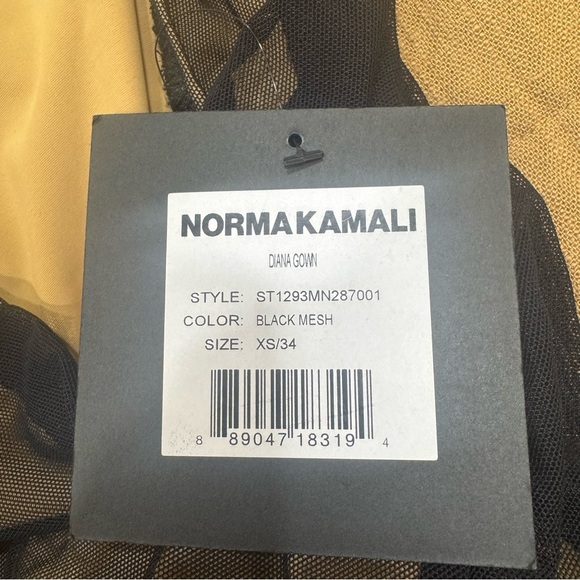 NORMAKAMALI
DIANA GOWN
STYLE: ST1293MN287001
COLOR: BLACK MESH
SIZE: XS/34
8 89047 18319 4